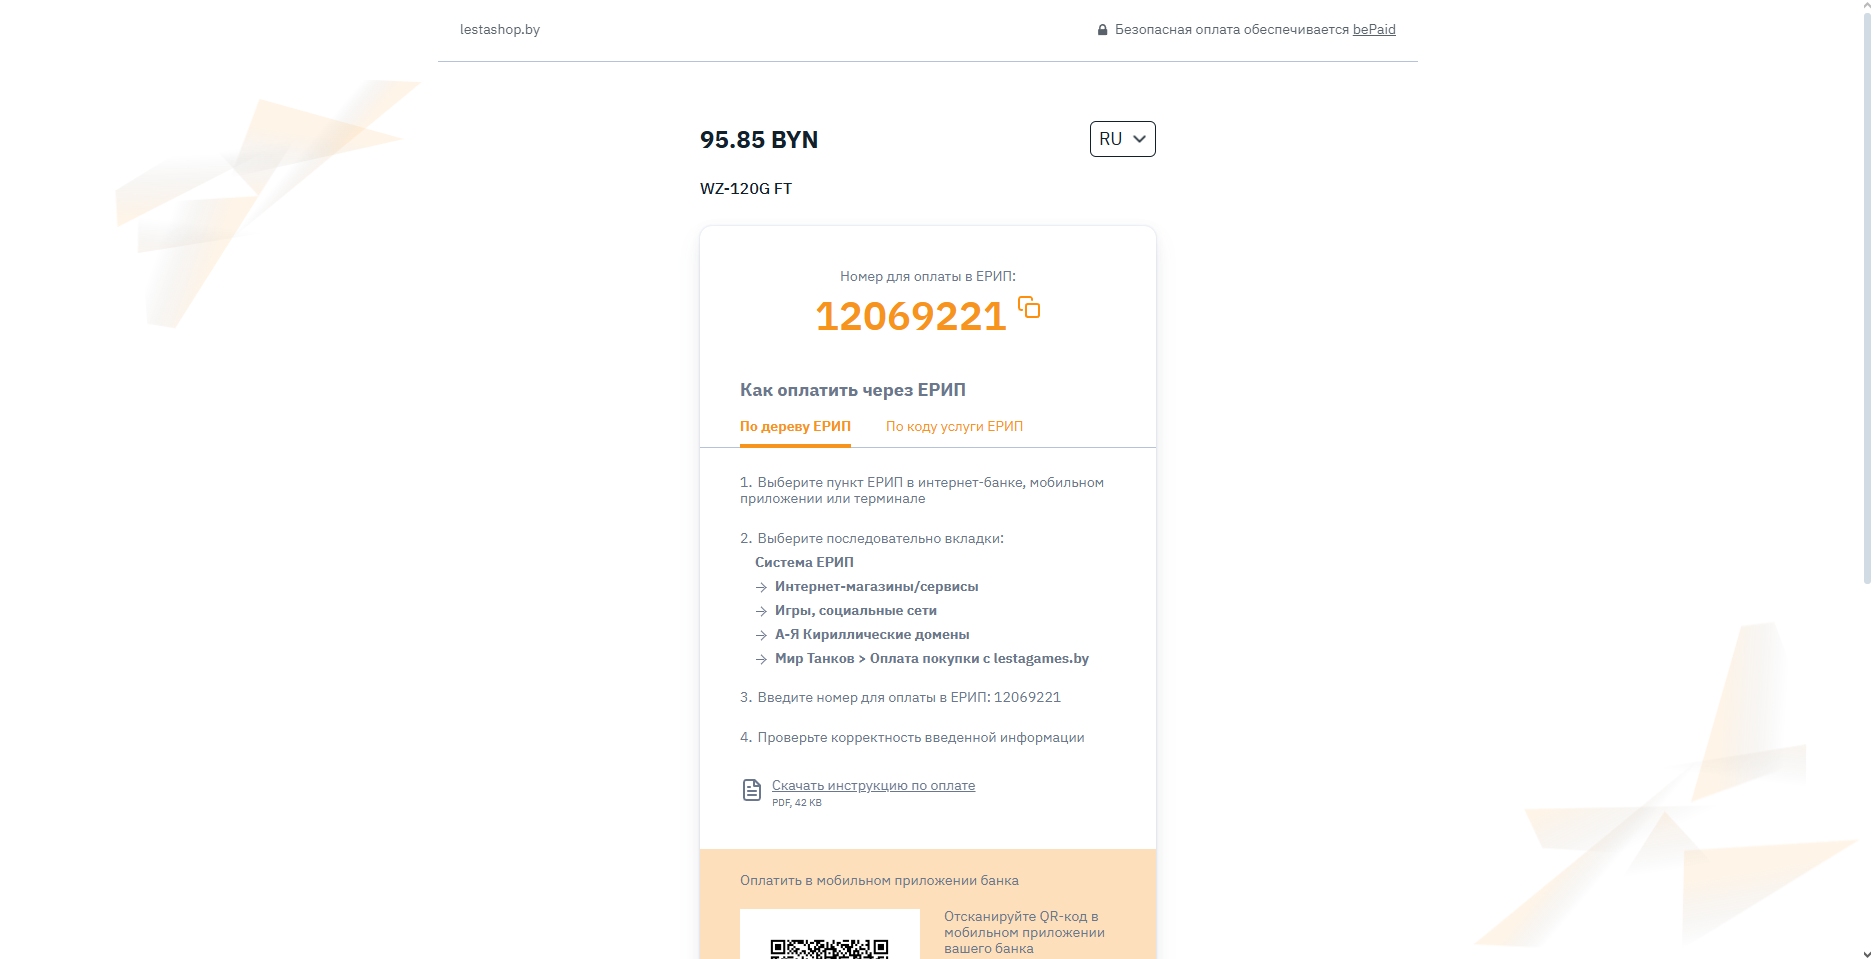 lestashop.by
Безопасная оплата обеспечивается bePaid
95.85 BYN
RU
WZ-120G FT
Номер для оплаты в ЕРИП:
12069221
Как оплатить через ЕРИП
По дереву ЕРИП
По коду услуги ЕРИП
1. Выберите пункт ЕРИП в интернет-банке, мобильном
приложении или терминале
2. Выберите последовательно вкладки:
Система ЕРИП
→ Интернет-магазины/сервисы
→ Игры, социальные сети
→ А-Я Кириллические домены
→ Мир Танков > Оплата покупки с lestagames.by
3. Введите номер для оплаты в ЕРИП: 12069221
4. Проверьте корректность введенной информации
Скачать инструкцию по оплате
PDF, 42 KB
Оплатить в мобильном приложении банка
Отсканируйте QR-код в
мобильном приложении
вашего банка